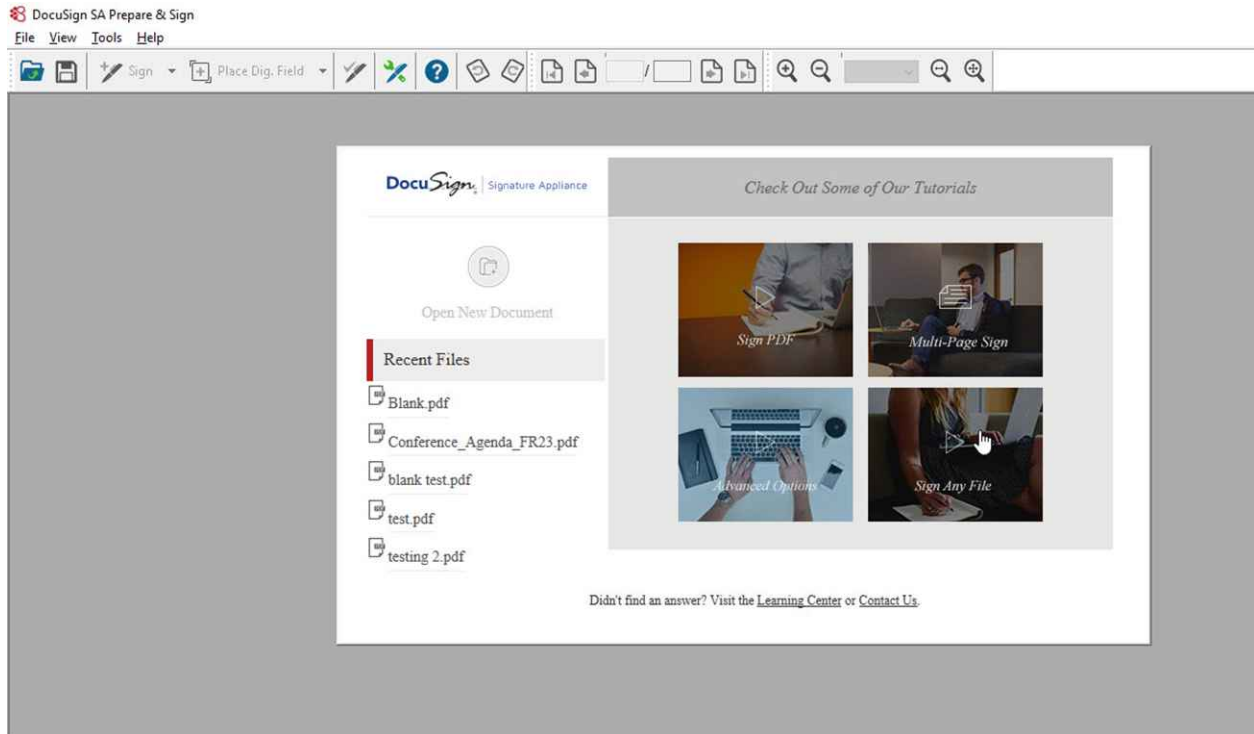 DocuSign SA Prepare & Sign
File View Tools Help
Sign Place Dig. Field /
DocuSign Signature Appliance
Check Out Some of Our Tutorials
Open New Document
Recent Files
Blank.pdf
Conference_Agenda_FR23.pdf
blank test.pdf
test.pdf
testing 2.pdf
Sign PDF
Multi-Page Sign
Advanced Options
Sign Any File
Didn't find an answer? Visit the Learning Center or Contact Us.